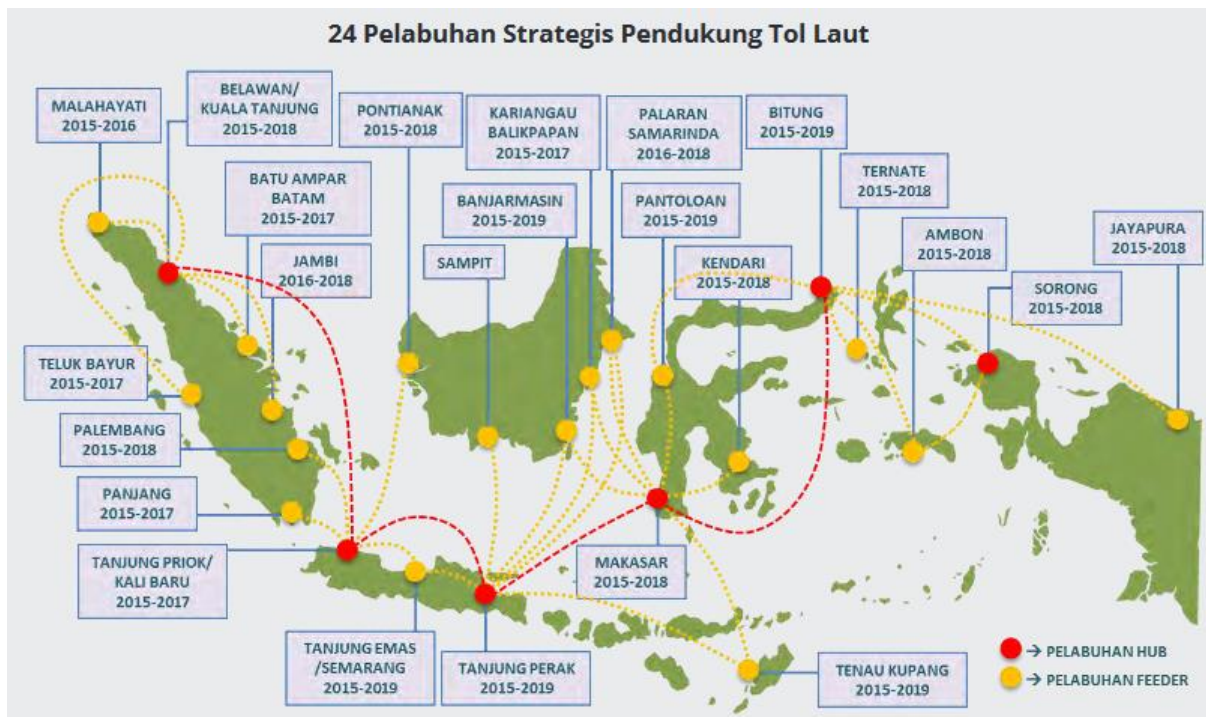 24 Pelabuhan Strategis Pendukung Tol Laut
MALAHAYATI
2015-2016
BELAWAN/
KUALA TANJUNG
2015-2018
PONTIANAK
2015-2018
KARIANGAU
BALIKPAPAN
2015-2017
PALARAN
SAMARINDA
2016-2018
BITUNG
2015-2019
BATU AMPAR
BATAM
2015-2017
BANJARMASIN
2015-2019
PANTOLOAN
2015-2019
TERNATE
2015-2018
AMBON
2015-2018
JAYAPURA
2015-2018
JAMBI
2016-2018
SAMPIT
KENDARI
2015-2018
SORONG
2015-2018
TELUK BAYUR
2015-2017
PALEMBANG
2015-2018
PANJANG
2015-2017
TANJUNG PRIOK/
KALI BARU
2015-2017
MAKASAR
2015-2018
TANJUNG EMAS
/SEMARANG
2015-2019
TANJUNG PERAK
2015-2019
TENAU KUPANG
2015-2019
→ PELABUHAN HUB
→ PELABUHAN FEEDER